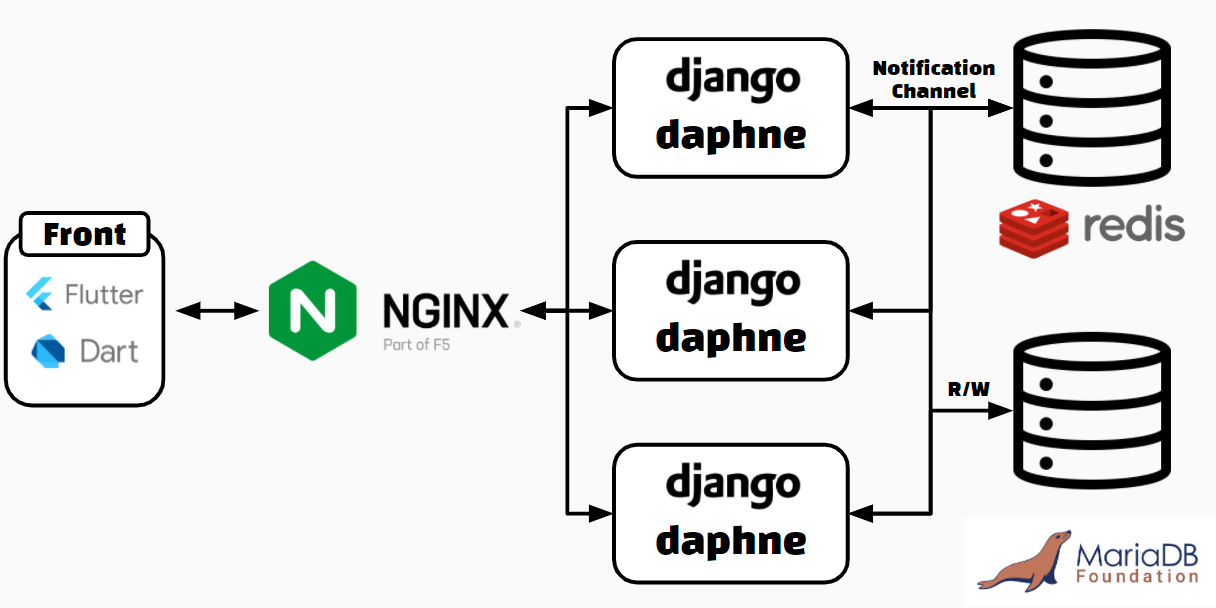 Front
Flutter
Dart
NGINX
®
Part of F5
django
daphne
django
daphne
django
daphne
Notification
Channel
redis
R/W
MariaDB
Foundation